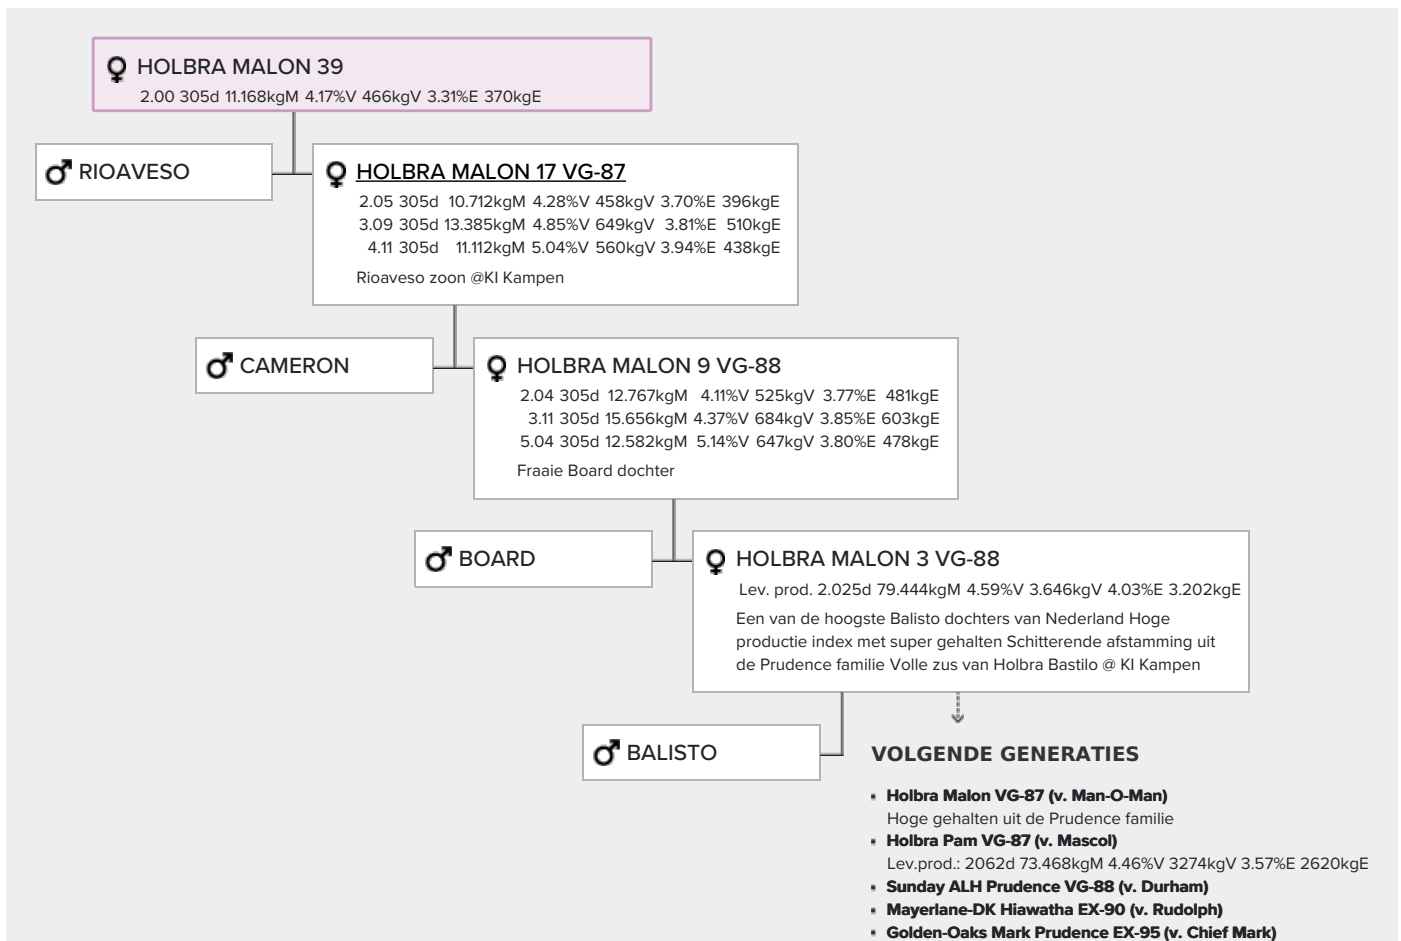 HOLBRA MALON 39
2.00 305d 11.168kgM 4.17%V 466kgV 3.31%E 370kgE
RIOAVESO
HOLBRA MALON 17 VG-87
2.05 305d 10.712kgM 4.28%V 458kgV 3.70%E 396kgE
3.09 305d 13.385kgM 4.85%V 649kgV 3.81%E 510kgE
4.11 305d 11.112kgM 5.04%V 560kgV 3.94%E 438kgE
Rioaveso zoon @KI Kampen
CAMERON
HOLBRA MALON 9 VG-88
2.04 305d 12.767kgM 4.11%V 525kgV 3.77%E 481kgE
3.11 305d 15.656kgM 4.37%V 684kgV 3.85%E 603kgE
5.04 305d 12.582kgM 5.14%V 647kgV 3.80%E 478kgE
Fraaie Board dochter
BOARD
HOLBRA MALON 3 VG-88
Lev. prod. 2.025d 79.444kgM 4.59%V 3.646kgV 4.03%E 3.202kgE
Een van de hoogste Balisto dochters van Nederland Hoge
productie index met super gehalten Schitterende afstamming uit
de Prudence familie Volle zus van Holbra Bastilo @ KI Kampen
BALISTO
VOLGENDE GENERATIES
Holbra Malon VG-87 (v. Man-O-Man)
Hoge gehalten uit de Prudence familie
Holbra Pam VG-87 (v. Mascol)
Lev.prod.: 2062d 73.468kgM 4.46%V 3274kgV 3.57%E 2620kgE
Sunday ALH Prudence VG-88 (v. Durham)
Mayerlane-DK Hiawatha EX-90 (v. Rudolph)
Golden-Oaks Mark Prudence EX-95 (v. Chief Mark)